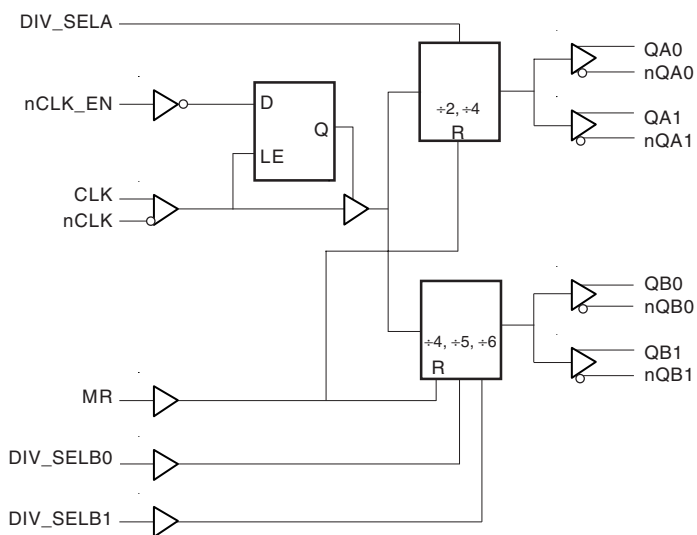 DIV_SELA
QA0
nQA0
nCLK_EN
D
÷2, ÷4
Q
R
QA1
nQA1
LE
CLK
nCLK
QB0
nQB0
÷4, ÷5, ÷6
R
QB1
nQB1
MR
DIV_SELB0
DIV_SELB1